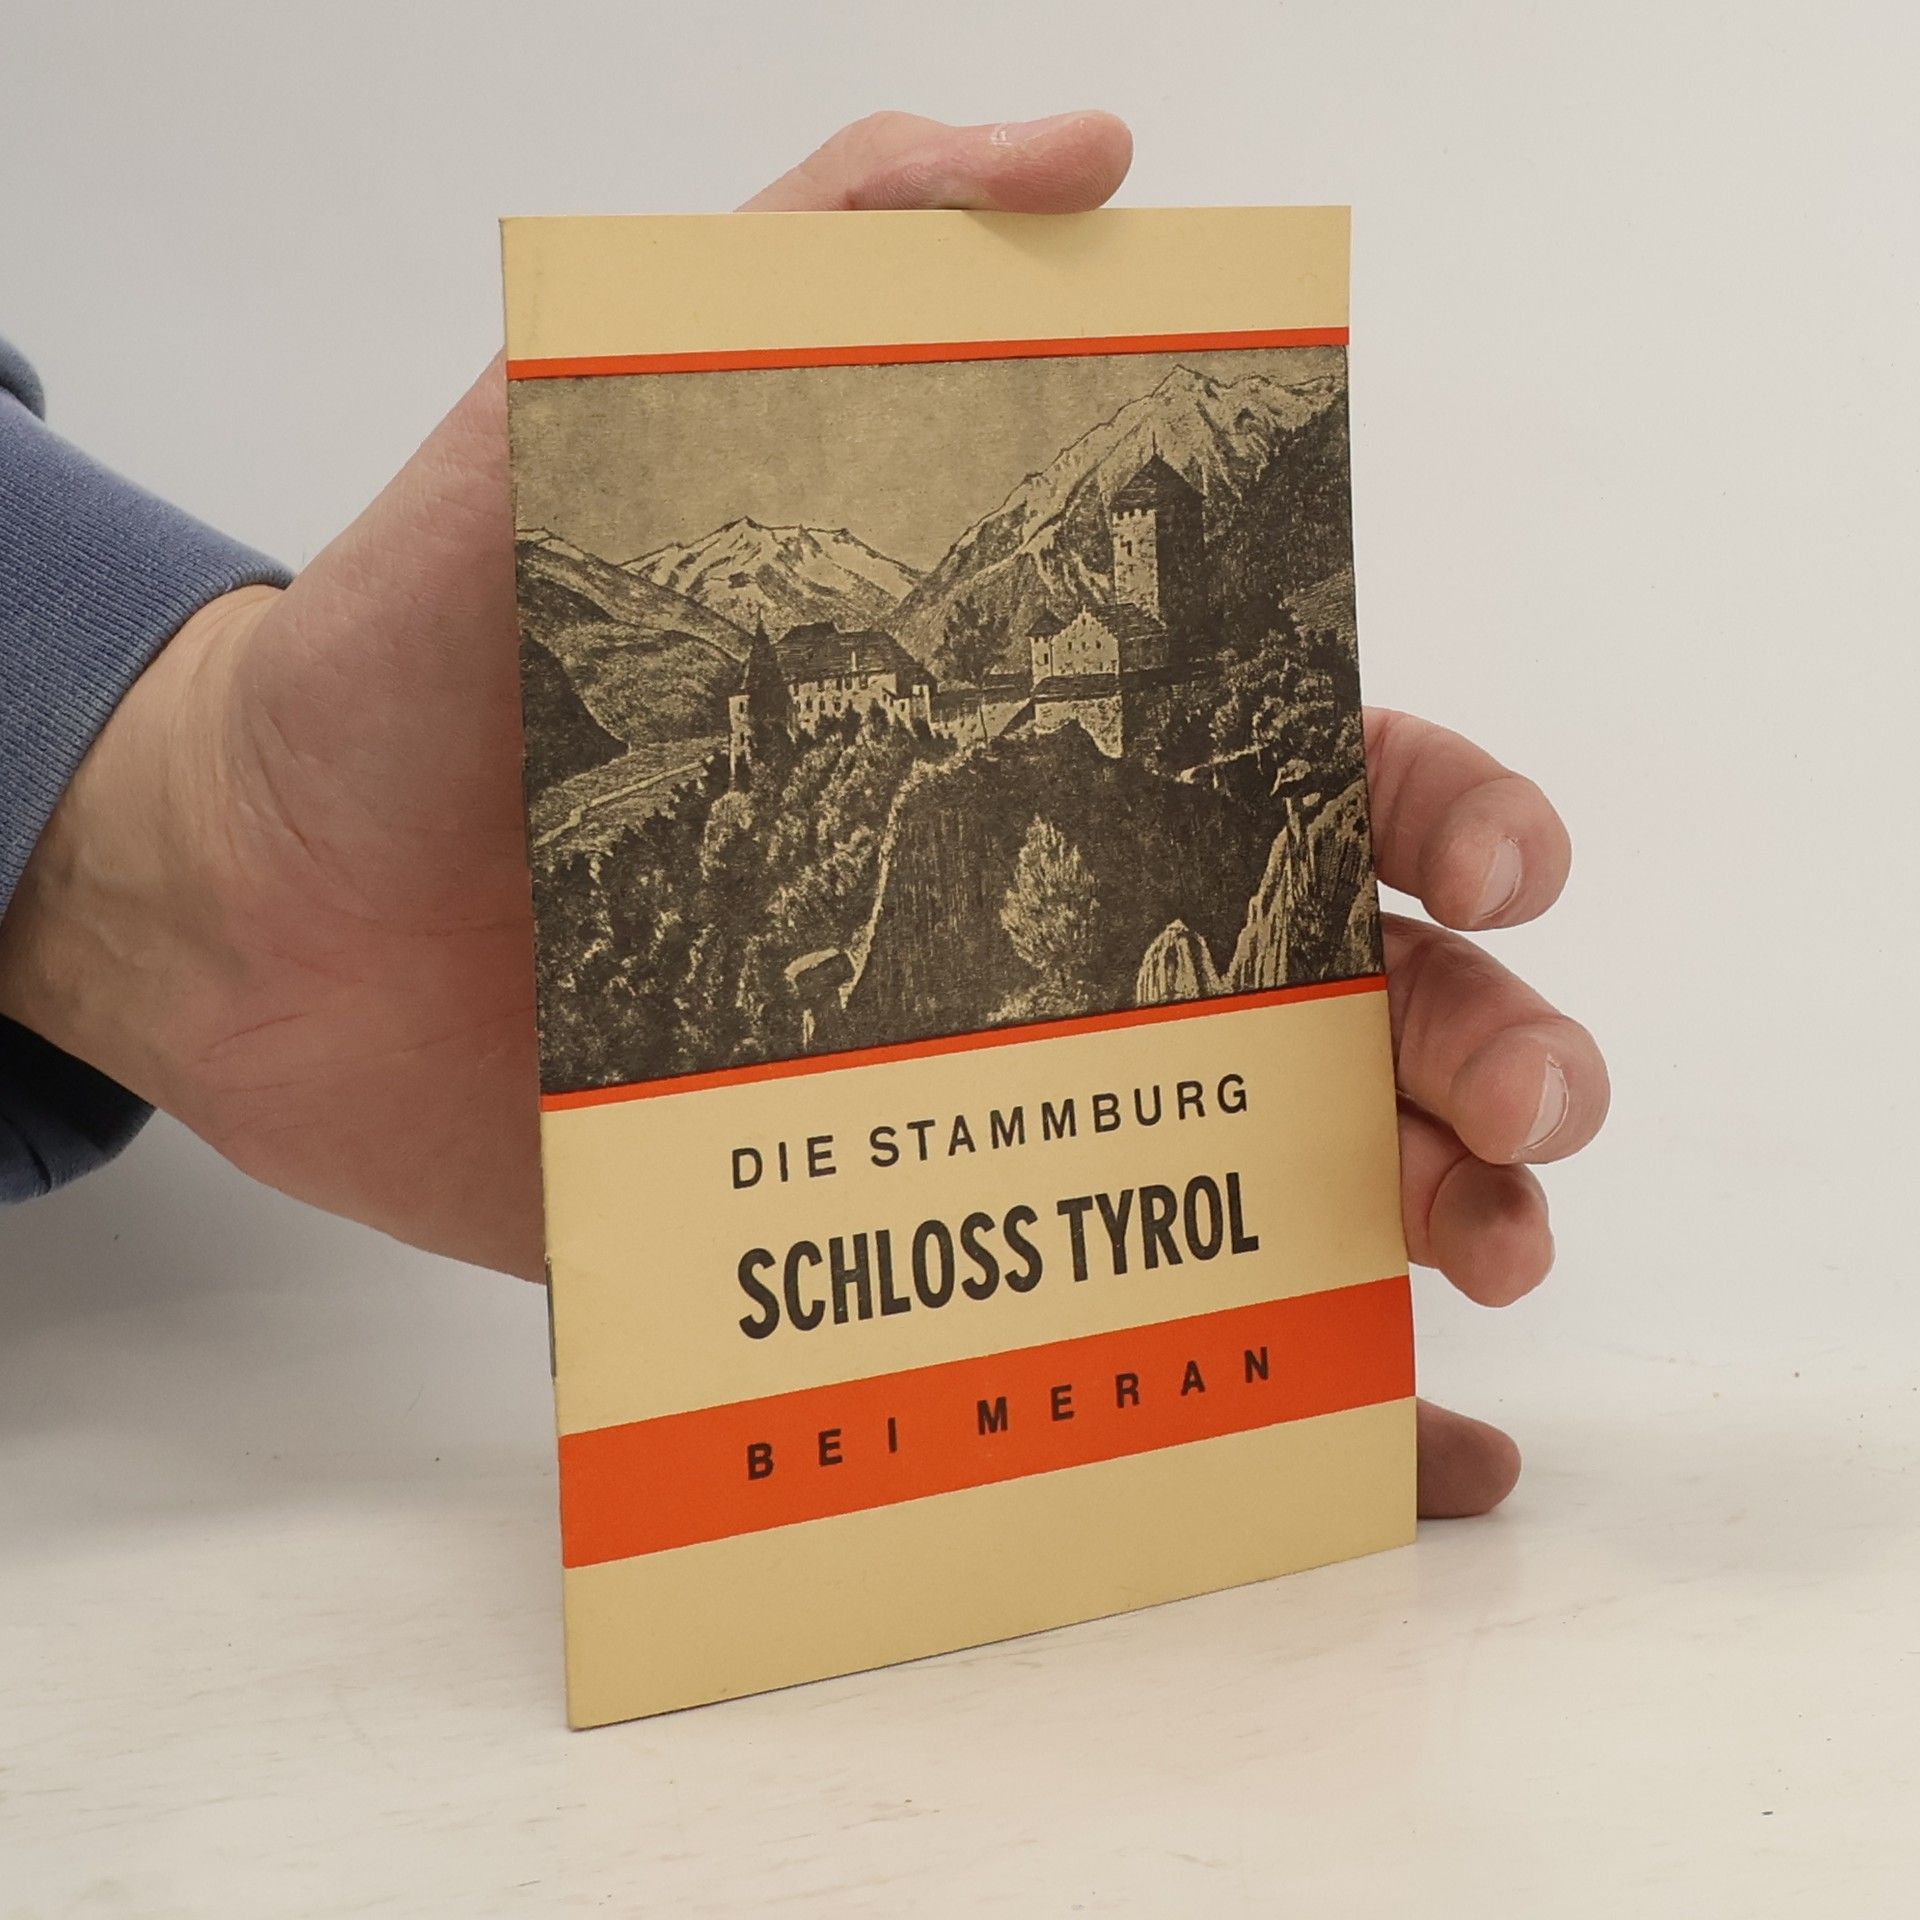 DIE STAMMBURG
SCHLOSS TYROL
BEI MERAN